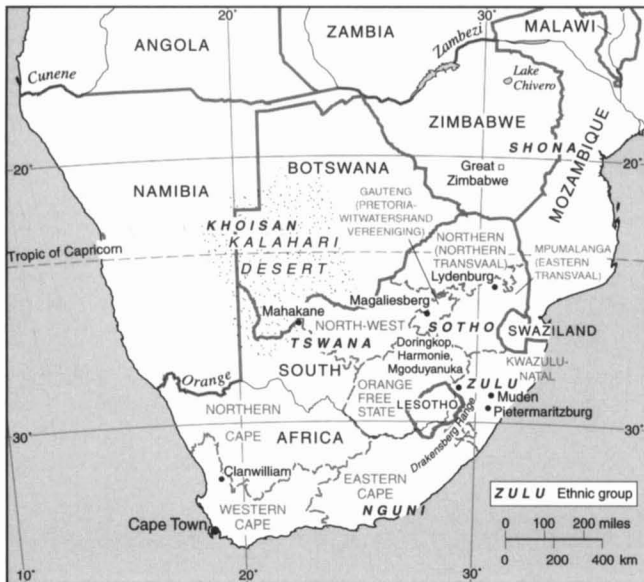 20°
30°
ANGOLA
ZAMBIA
MALAWI
Zambezi
Cunene
Lake
Chivero
ZIMBABWE
SHONA
MOZAMBIQUE
20°
20°
Great
Zimbabwe
BOTSWANA
NAMIBIA
GAUTENG
(PRETORIA-
WITWATERSRAND
VEREENIGING)
KHOISAN
KALAHARI
DESERT
Tropic of Capricorn
NORTHERN
(NORTHERN
TRANSVAAL)
MPUMALANGA
(EASTERN
TRANSVAAL)
Lydenburg
Magaliesberg
Mahakane
NORTH-WEST
SOTHO
SWAZILAND
TSWANA
Doringkop,
Harmonie,
Mgoduyanuka
KWAZULU-
NATAL
SOUTH
AFRICA
Orange
ORANGE
FREE
STATE
LESOTHO
ZULU
Muden
Pietermaritzburg
Drakensberg Range
NORTHERN
CAPE
30°
30°
Clanwilliam
EASTERN
CAPE
NGUNI
WESTERN
CAPE
Cape Town
ZULU Ethnic group
0 100 200 miles
0 200 400 km
10°
20°
30°